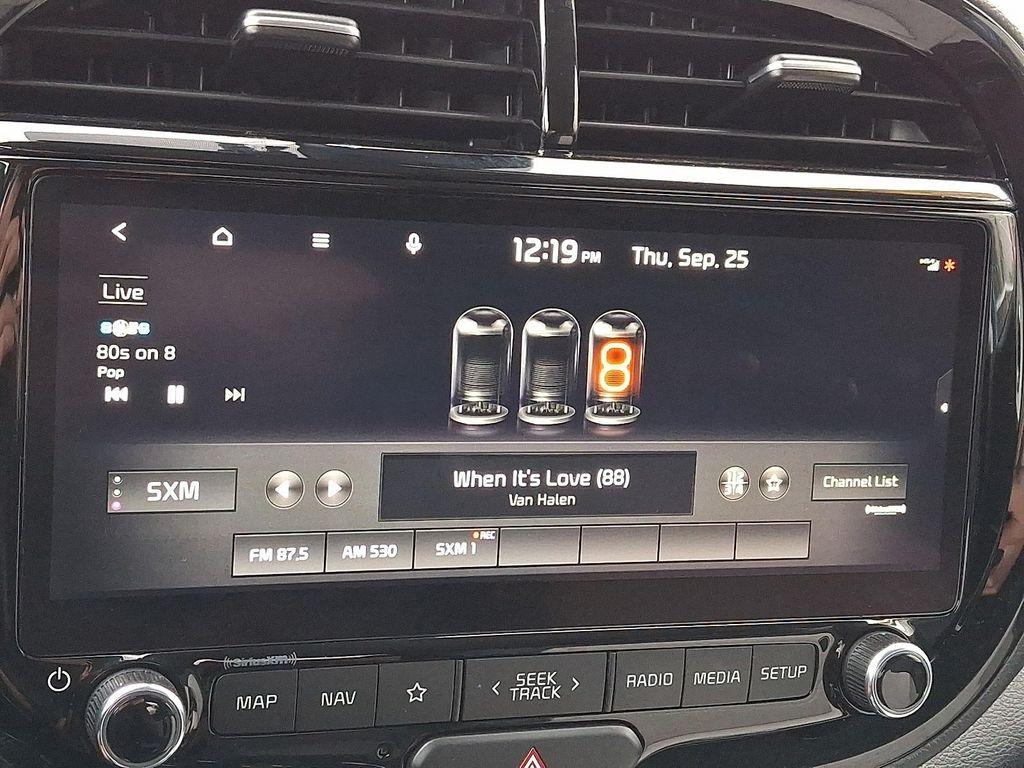 12:19 PM Thu, Sep. 25
Live
80s on 8
Pop
8
SXM
When It's Love (88)
Van Halen
Channel List
FM 87.5
AM 530
SXM 1
REC
((SiriusXM))
MAP
NAV
< SEEK >
TRACK
RADIO
MEDIA
SETUP